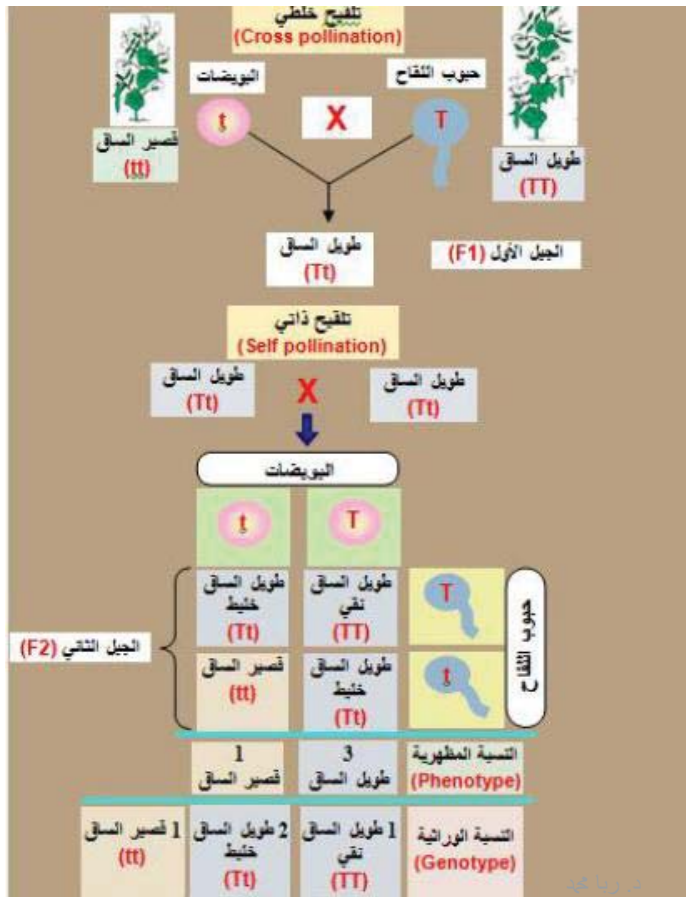 تلقيح خلطي
(Cross pollination)
حبوب اللقاح
البويضات
T
X
t
طويل الساق
(TT)
قصير الساق
(tt)
طويل الساق
(Tt)
الجيل الأول (F1)
تلقيح ذاتي
(Self pollination)
طويل الساق
(Tt)
X
طويل الساق
(Tt)
البويضات
T
t
حبوب اللقاح
T
طويل الساق
نقي
(TT)
طويل الساق
خليط
(Tt)
الجيل الثاني (F2)
t
طويل الساق
خليط
(Tt)
قصير الساق
(tt)
النسبة المظهرية
(Phenotype)
3
طويل الساق
1
قصير الساق
النسبة الوراثية
(Genotype)
1 طويل الساق
نقي
(TT)
2 طويل الساق
خليط
(Tt)
1 قصير الساق
(tt)